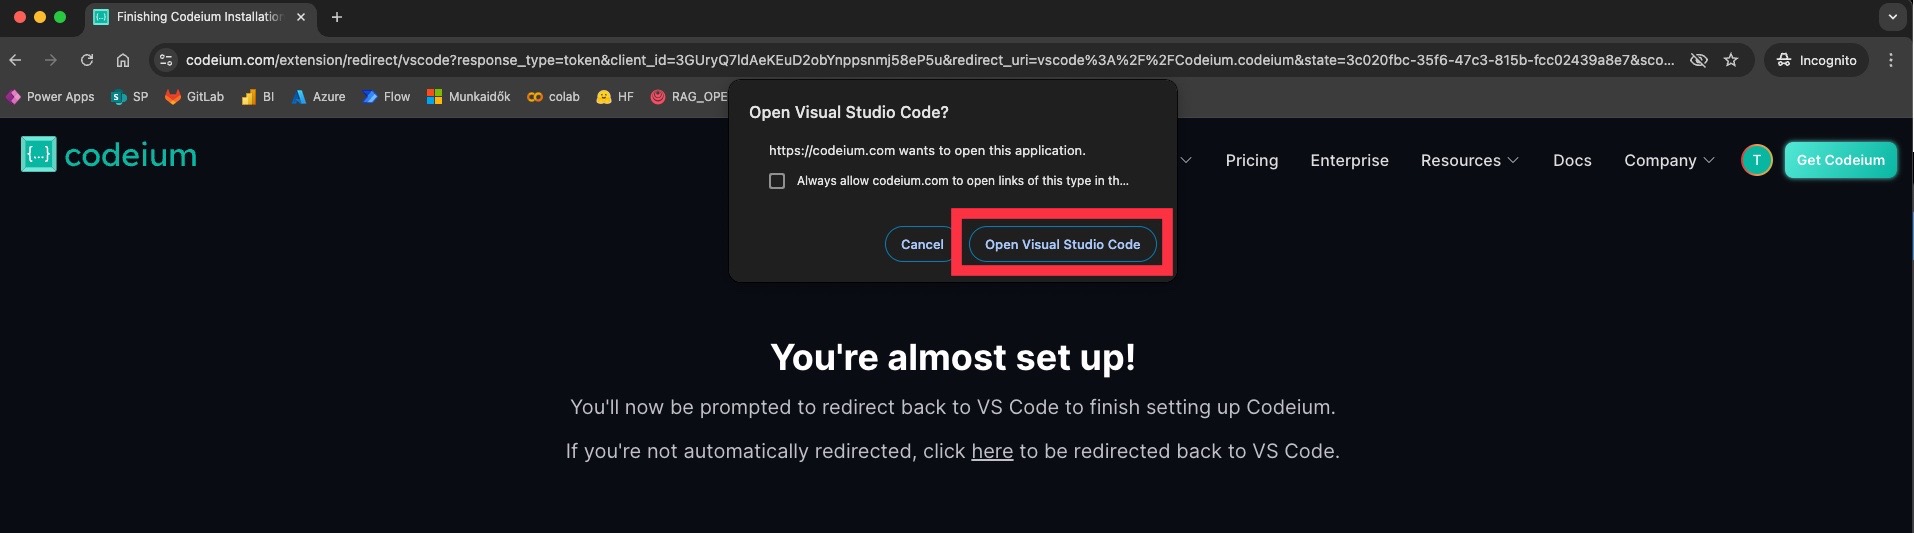 Finishing Codeium Installation
codeium.com/extension/redirect/vscode?response_type=token&client_id=3GUryQ7ldAeKEuD2obYnppsnmj58eP5u&redirect_uri=vscode%3A%2F%2FCodeium.codeium&state=3c020fbc-35f6-47c3-815b-fcc02439a8e7&sco...
Incognito
Power Apps SP GitLab BI Azure Flow Munkaidők colab HF RAG_OPE
Open Visual Studio Code?
https://codeium.com wants to open this application.
Always allow codeium.com to open links of this type in th...
Cancel Open Visual Studio Code
{...} codeium
Pricing Enterprise Resources Docs Company T Get Codeium
You're almost set up!
You'll now be prompted to redirect back to VS Code to finish setting up Codeium.
If you're not automatically redirected, click here to be redirected back to VS Code.